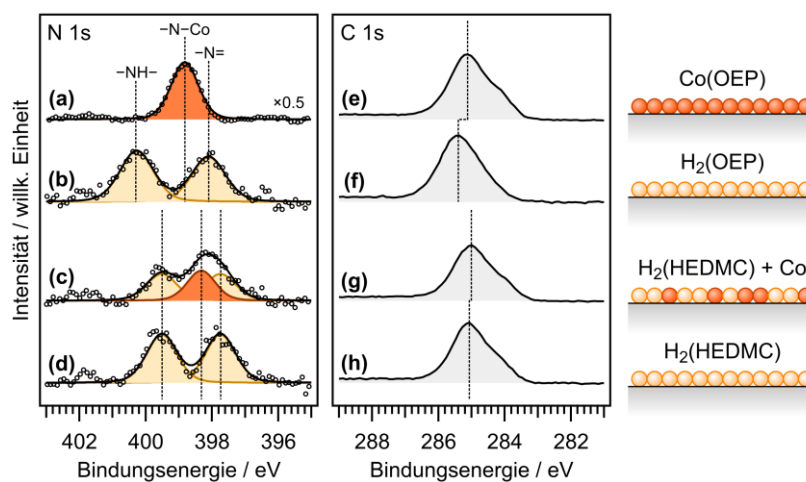 N 1s
C 1s
−N−Co
−NH−
−N=
(a)
×0.5
(b)
(c)
(d)
(e)
(f)
(g)
(h)
Intensität / willk. Einheit
402 400 398 396
Bindungsenergie / eV
288 286 284 282
Bindungsenergie / eV
Co(OEP)
H₂(OEP)
H₂(HEDMC) + Co
H₂(HEDMC)